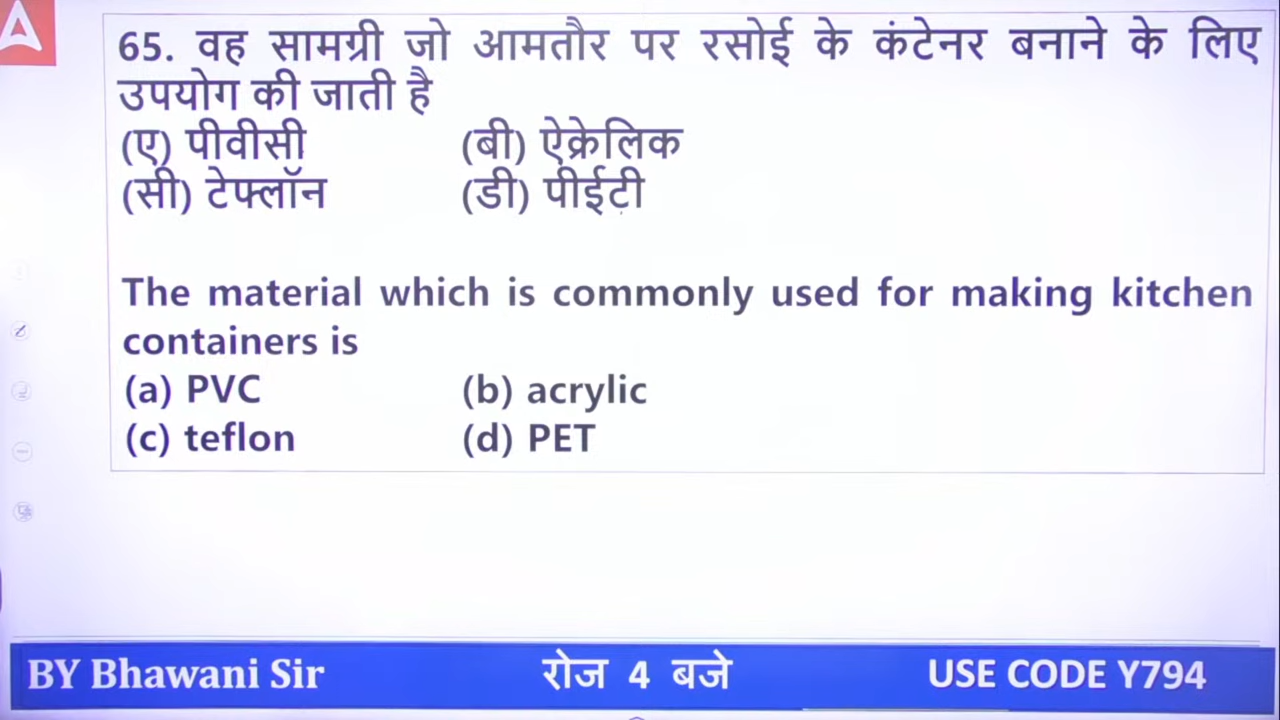 65. वह सामग्री जो आमतौर पर रसोई के कंटेनर बनाने के लिए
उपयोग की जाती है
(ए) पीवीसी (बी) ऐक्रेलिक
(सी) टेफ्लॉन (डी) पीईटी
The material which is commonly used for making kitchen
containers is
(a) PVC (b) acrylic
(c) teflon (d) PET
BY Bhawani Sir रोज 4 बजे USE CODE Y794